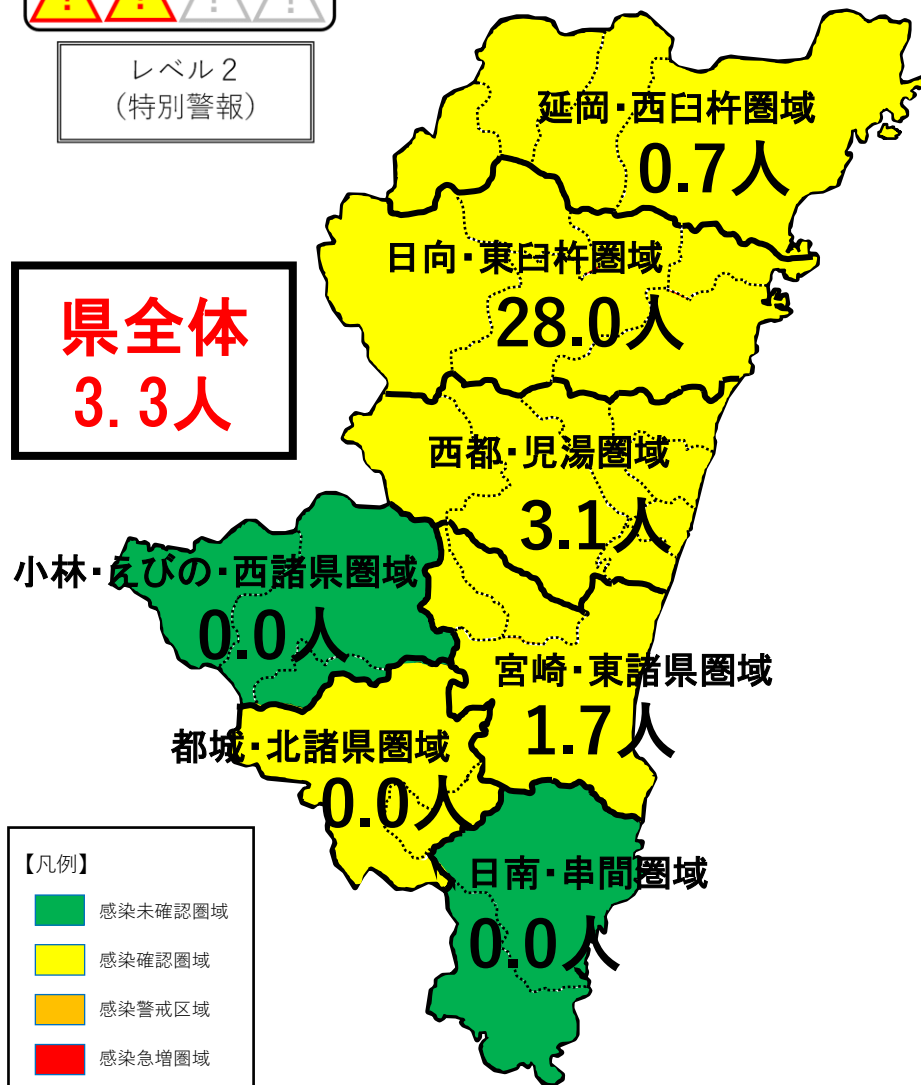 レベル２
(特別警報)
延岡・西臼杵圏域
0.7人
日向・東臼杵圏域
28.0人
県全体
3.3人
西都・児湯圏域
3.1人
小林・えびの・西諸県圏域
0.0人
宮崎・東諸県圏域
1.7人
都城・北諸県圏域
0.0人
日南・串間圏域
0.0人
【凡例】
感染未確認圏域
感染確認圏域
感染警戒区域
感染急増圏域